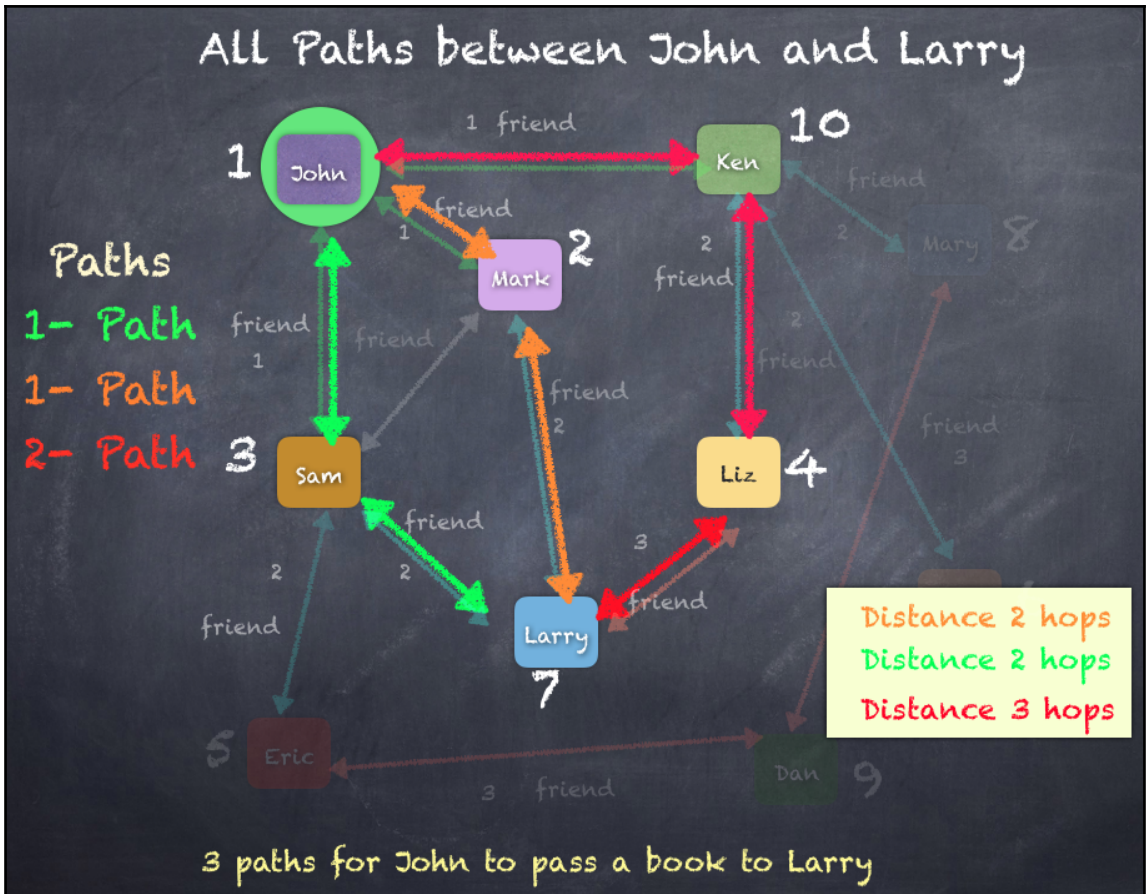 All Paths between John and Larry
1 friend
10
1
John
Ken
friend
2
friend
1
friend
2
Mary
8
Mark
2
friend
Paths
1- Path
1- Path
2- Path
friend
1
friend
2
friend
friend
2
friend
3
3
Sam
Liz
4
friend
2
3
friend
2
friend
Larry
7
Distance 2 hops
Distance 2 hops
Distance 3 hops
5
Eric
Dan
9
3 friend
3 paths for John to pass a book to Larry